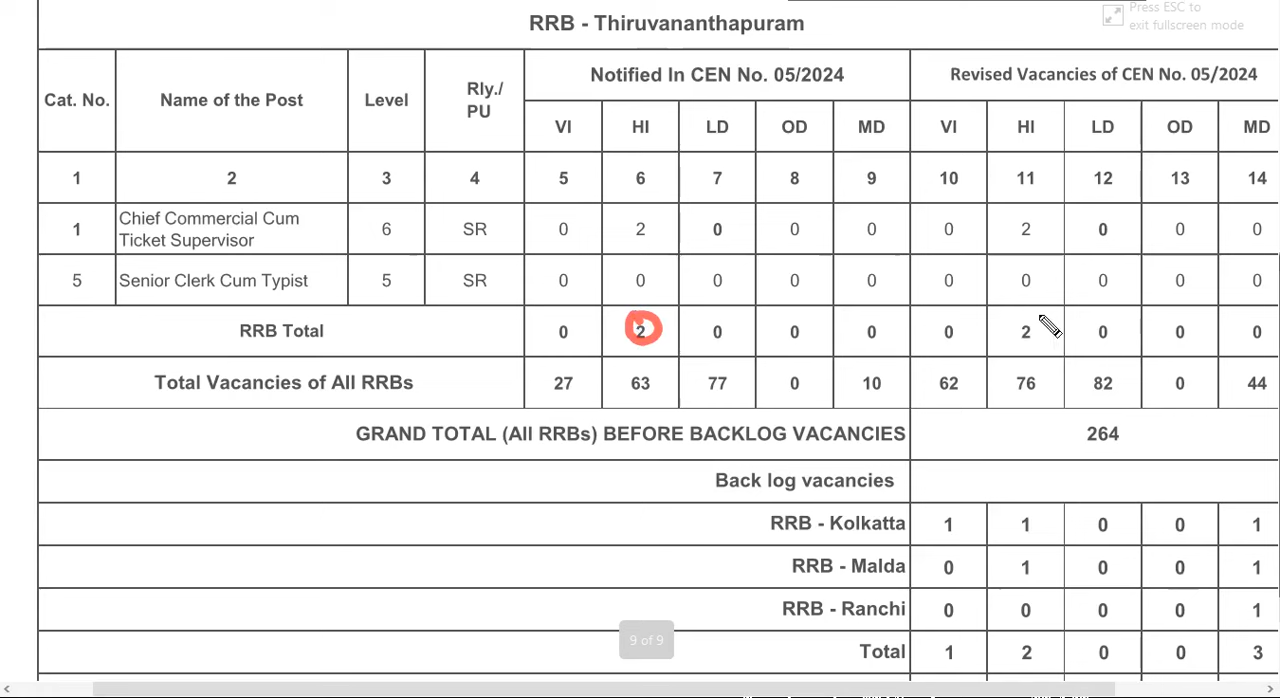 RRB - Thiruvananthapuram
Press ESC to
exit fullscreen mode
Cat. No. Name of the Post Level Rly./ PU Notified In CEN No. 05/2024 Revised Vacancies of CEN No. 05/2024
VI HI LD OD MD VI HI LD OD MD
1 2 3 4 5 6 7 8 9 10 11 12 13 14
1 Chief Commercial Cum Ticket Supervisor 6 SR 0 2 0 0 0 0 2 0 0 0
5 Senior Clerk Cum Typist 5 SR 0 0 0 0 0 0 0 0 0 0
RRB Total 0 2 0 0 0 0 2 0 0 0
Total Vacancies of All RRBs 27 63 77 0 10 62 76 82 0 44
GRAND TOTAL (All RRBs) BEFORE BACKLOG VACANCIES 264
Back log vacancies
RRB - Kolkatta 1 1 0 0 1
RRB - Malda 0 1 0 0 1
RRB - Ranchi 0 0 0 0 1
9 of 9
Total 1 2 0 0 3